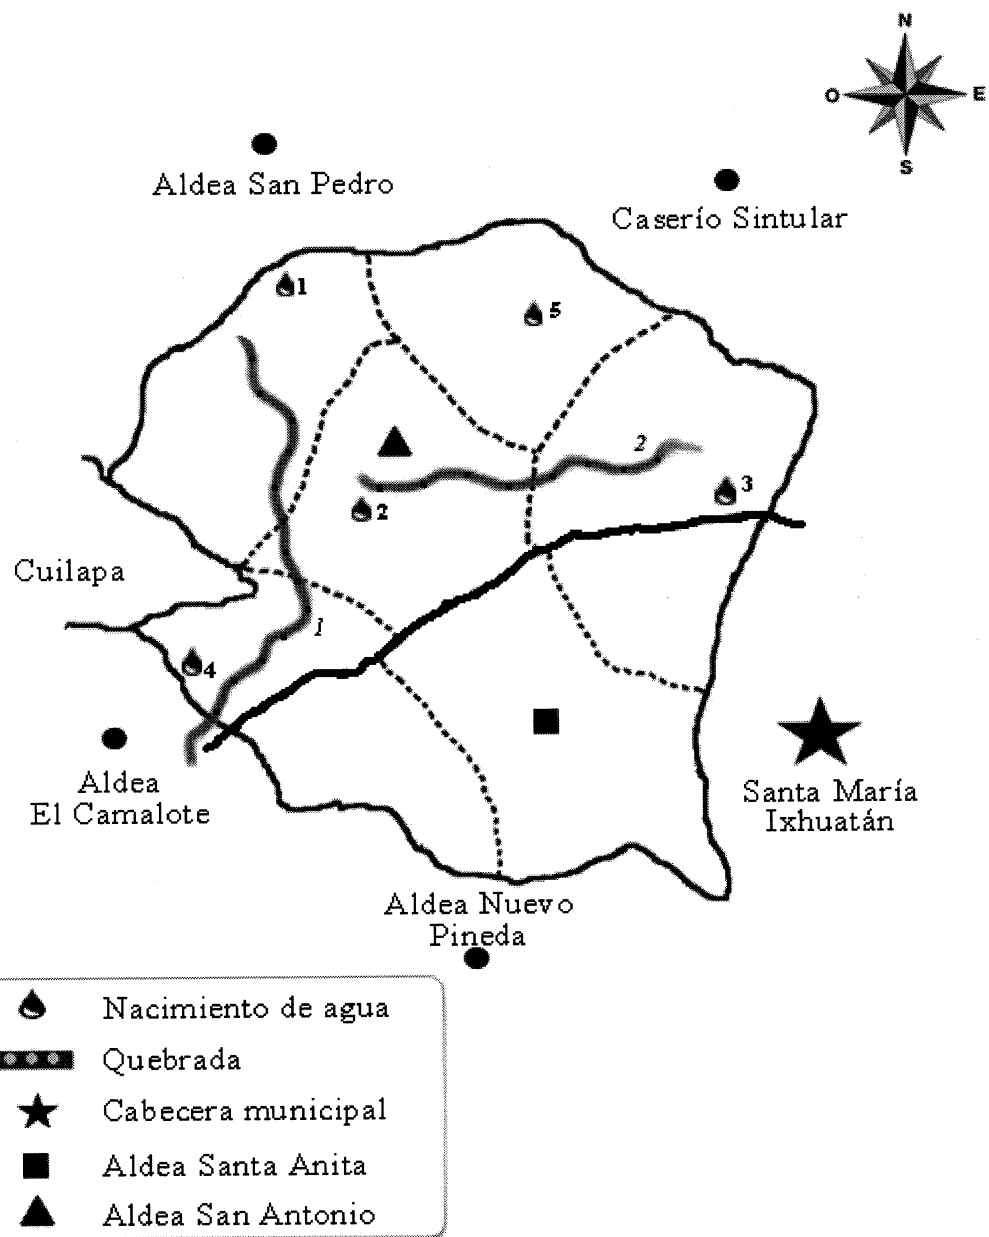 N
O E
S
Aldea San Pedro
Caserío Sintular
1
5
2
3
2
Cuilapa
1
4
Aldea
El Camalote
Santa María
Ixhuatán
Aldea Nuevo
Pineda
Nacimiento de agua
Quebrada
Cabecera municipal
Aldea Santa Anita
Aldea San Antonio